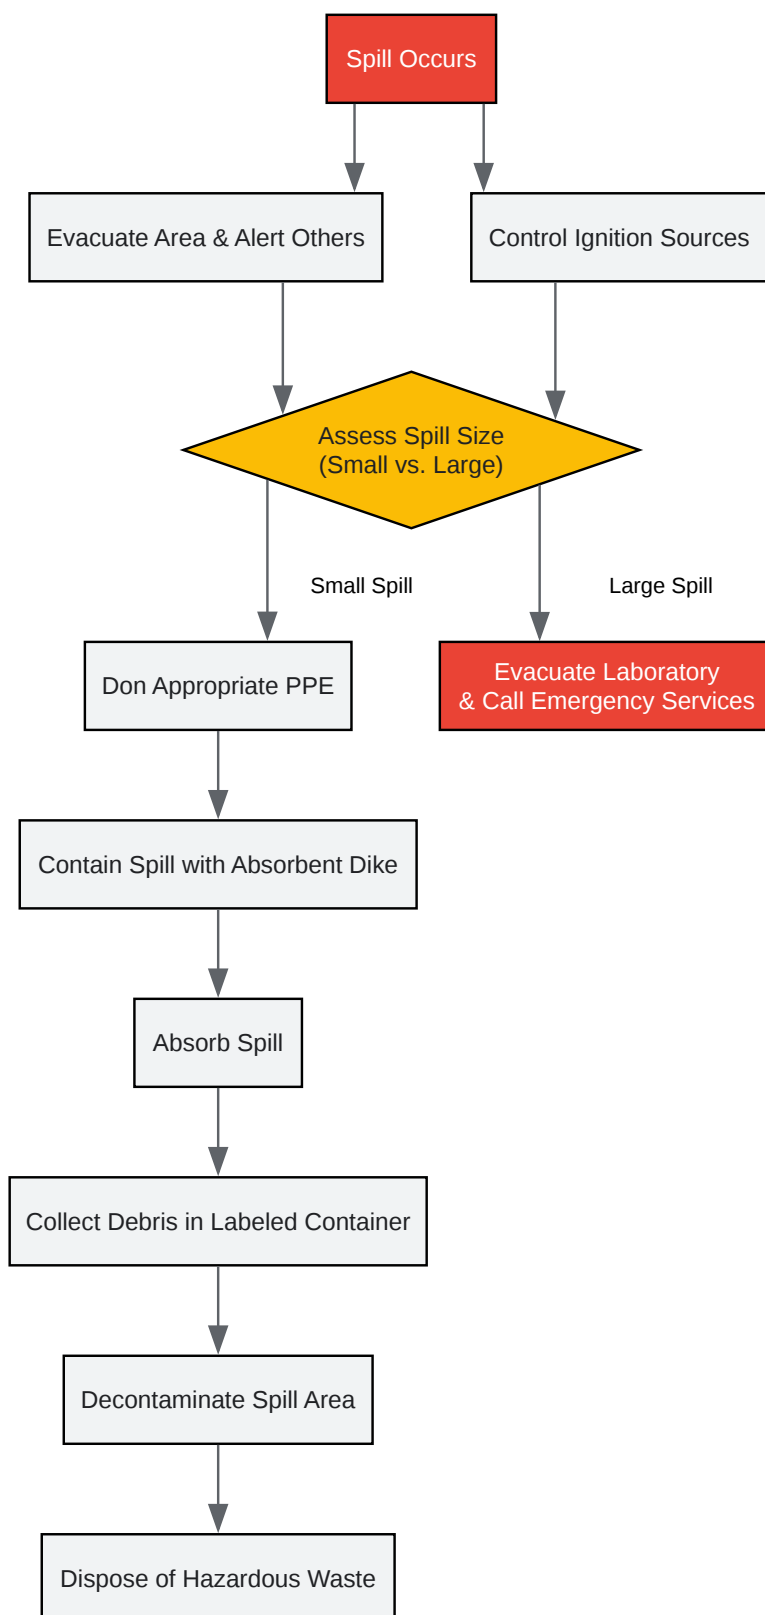 Spill Occurs
Evacuate Area & Alert Others
Control Ignition Sources
Assess Spill Size
(Small vs. Large)
Small Spill
Large Spill
Don Appropriate PPE
Evacuate Laboratory
& Call Emergency Services
Contain Spill with Absorbent Dike
Absorb Spill
Collect Debris in Labeled Container
Decontaminate Spill Area
Dispose of Hazardous Waste